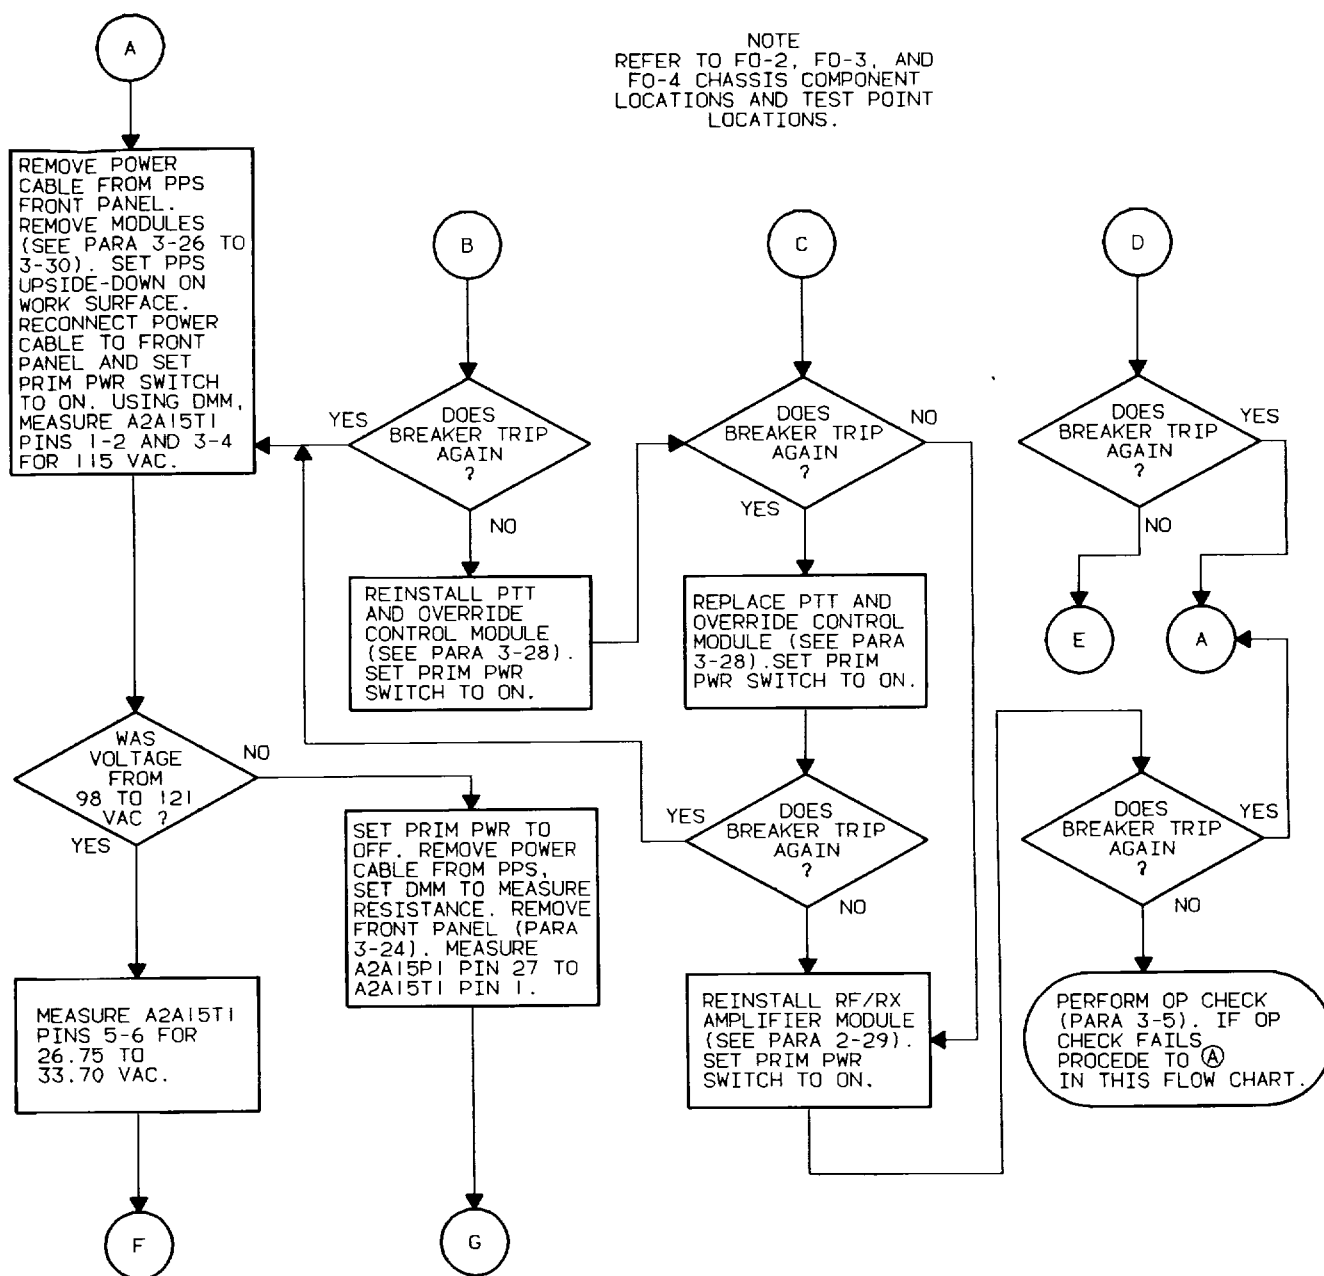 A
NOTE
REFER TO FO-2, FO-3, AND
FO-4 CHASSIS COMPONENT
LOCATIONS AND TEST POINT
LOCATIONS.
REMOVE POWER
CABLE FROM PPS
FRONT PANEL.
REMOVE MODULES
(SEE PARA 3-26 TO
3-30). SET PPS
UPSIDE-DOWN ON
WORK SURFACE.
RECONNECT POWER
CABLE TO FRONT
PANEL AND SET
PRIM PWR SWITCH
TO ON. USING DMM,
MEASURE A2A15T1
PINS 1-2 AND 3-4
FOR 115 VAC.
WAS
VOLTAGE
FROM
98 TO 121
VAC ?
NO
YES
MEASURE A2A15T1
PINS 5-6 FOR
26.75 TO
33.70 VAC.
F
SET PRIM PWR TO
OFF. REMOVE POWER
CABLE FROM PPS,
SET DMM TO MEASURE
RESISTANCE. REMOVE
FRONT PANEL (PARA
3-24). MEASURE
A2A15P1 PIN 27 TO
A2A15T1 PIN 1.
G
B
DOES
BREAKER TRIP
AGAIN
?
YES
NO
REINSTALL PTT
AND OVERRIDE
CONTROL MODULE
(SEE PARA 3-28).
SET PRIM PWR
SWITCH TO ON.
C
DOES
BREAKER TRIP
AGAIN
?
NO
YES
REPLACE PTT AND
OVERRIDE CONTROL
MODULE (SEE PARA
3-28).SET PRIM
PWR SWITCH TO ON.
DOES
BREAKER TRIP
AGAIN
?
YES
NO
REINSTALL RF/RX
AMPLIFIER MODULE
(SEE PARA 2-29).
SET PRIM PWR
SWITCH TO ON.
D
DOES
BREAKER TRIP
AGAIN
?
YES
NO
E
A
DOES
BREAKER TRIP
AGAIN
?
YES
NO
PERFORM OP CHECK
(PARA 3-5). IF OP
CHECK FAILS
PROCEDE TO Ⓐ
IN THIS FLOW CHART.